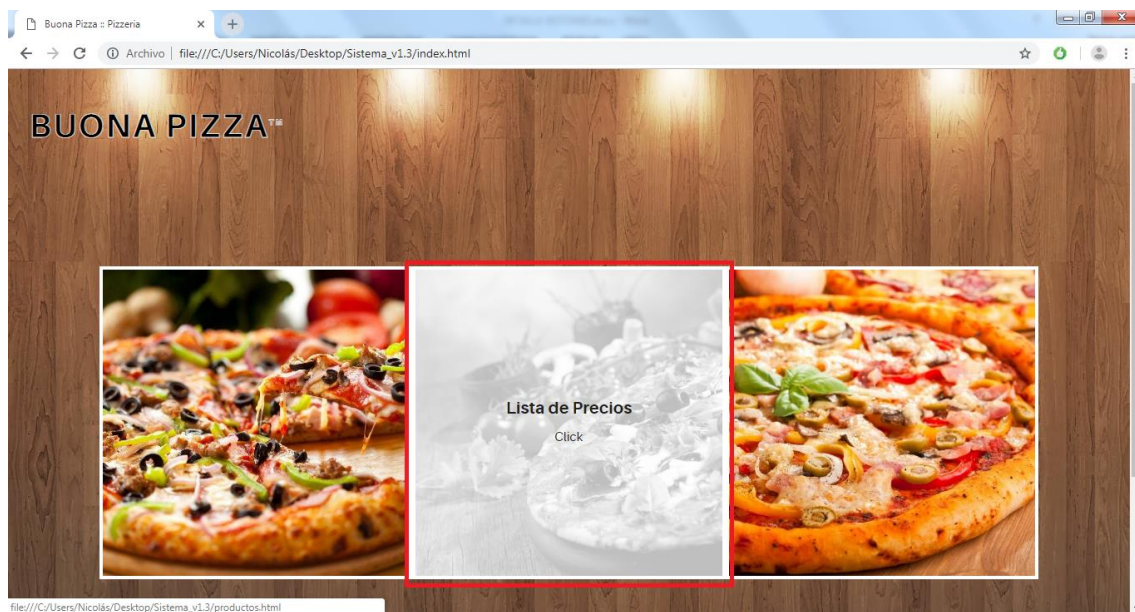 Buona Pizza :: Pizzeria
Archivo | file:///C:/Users/Nicolás/Desktop/Sistema_v1.3/index.html
BUONA PIZZA™
Lista de Precios
Click
file:///C:/Users/Nicolás/Desktop/Sistema_v1.3/productos.html